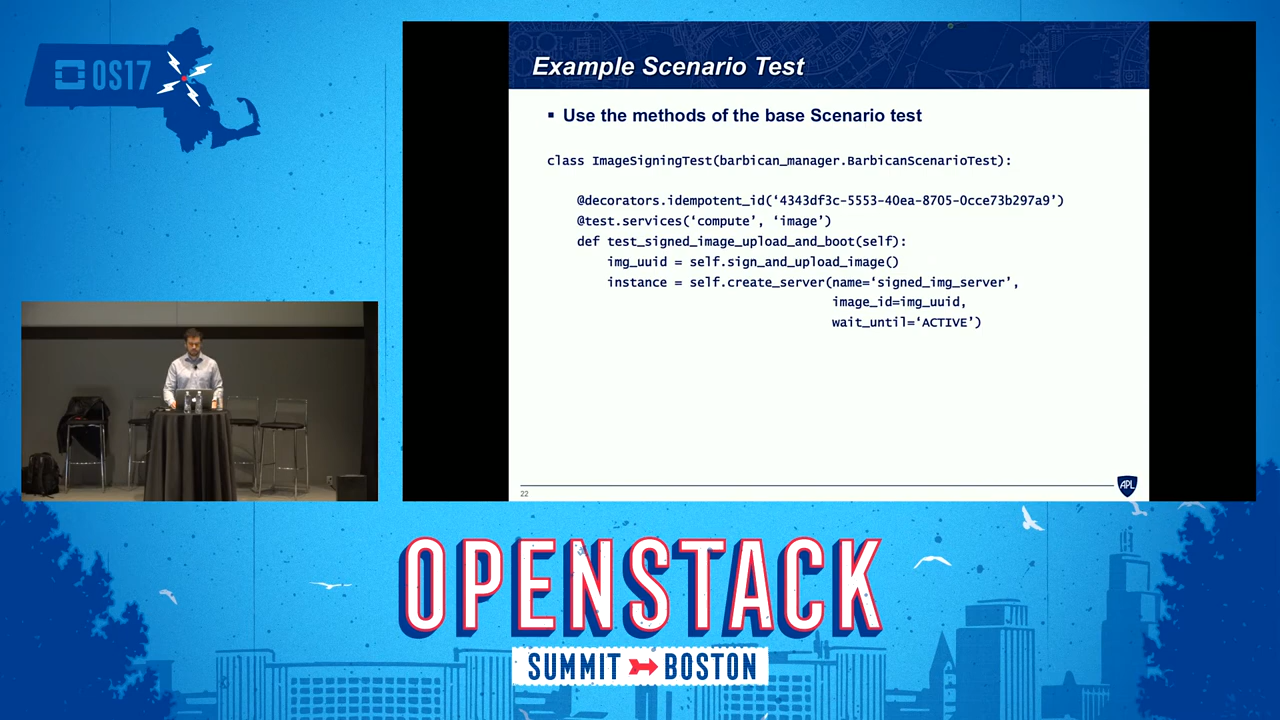 OS17
Example Scenario Test
▪ Use the methods of the base Scenario test
class ImageSigningTest(barbican_manager.BarbicanScenarioTest):
@decorators.idempotent_id(‘4343df3c-5553-40ea-8705-0cce73b297a9’)
@test.services(‘compute’, ‘image’)
def test_signed_image_upload_and_boot(self):
img_uuid = self.sign_and_upload_image()
instance = self.create_server(name=‘signed_img_server’,
image_id=img_uuid,
wait_until=‘ACTIVE’)
22
APL
OPENSTACK
SUMMIT BOSTON